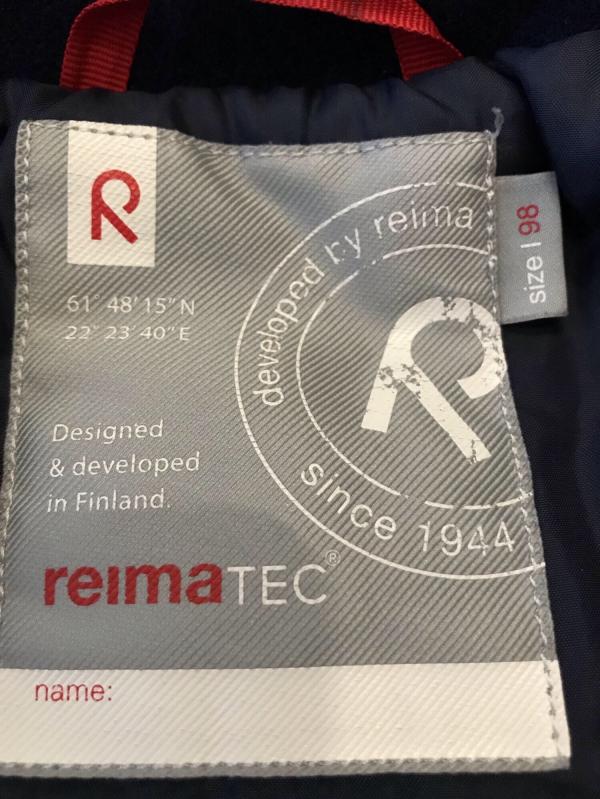 R
61° 48' 15" N
22° 23' 40" E
developed by reima
R
since 1944
size | 98
Designed
& developed
in Finland.
reimaTEC®
name: